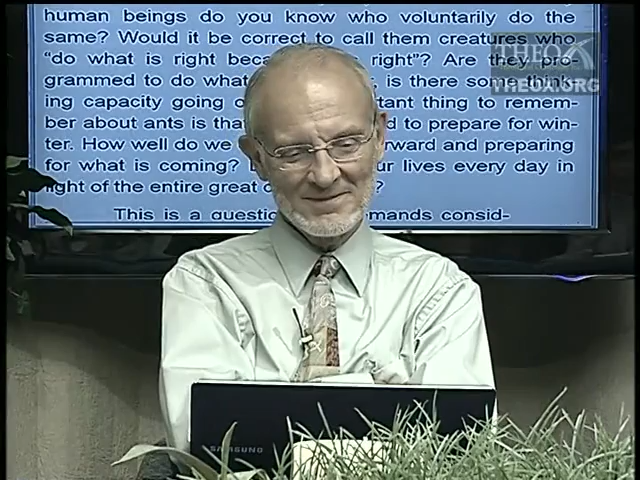 human beings do you know who voluntarily do the
same? Would it be correct to call them creatures who
“do what is right bec right”? Are they pro-
grammed to do what , is there some think-
ing capacity going tant thing to remem-
ber about ants is tha d to prepare for win-
ter. How well do we rward and preparing
for what is coming? ur lives every day in
light of the entire great ?
This is a questio mands consid-
THEOX
THEOX.ORG
SAMSUNG